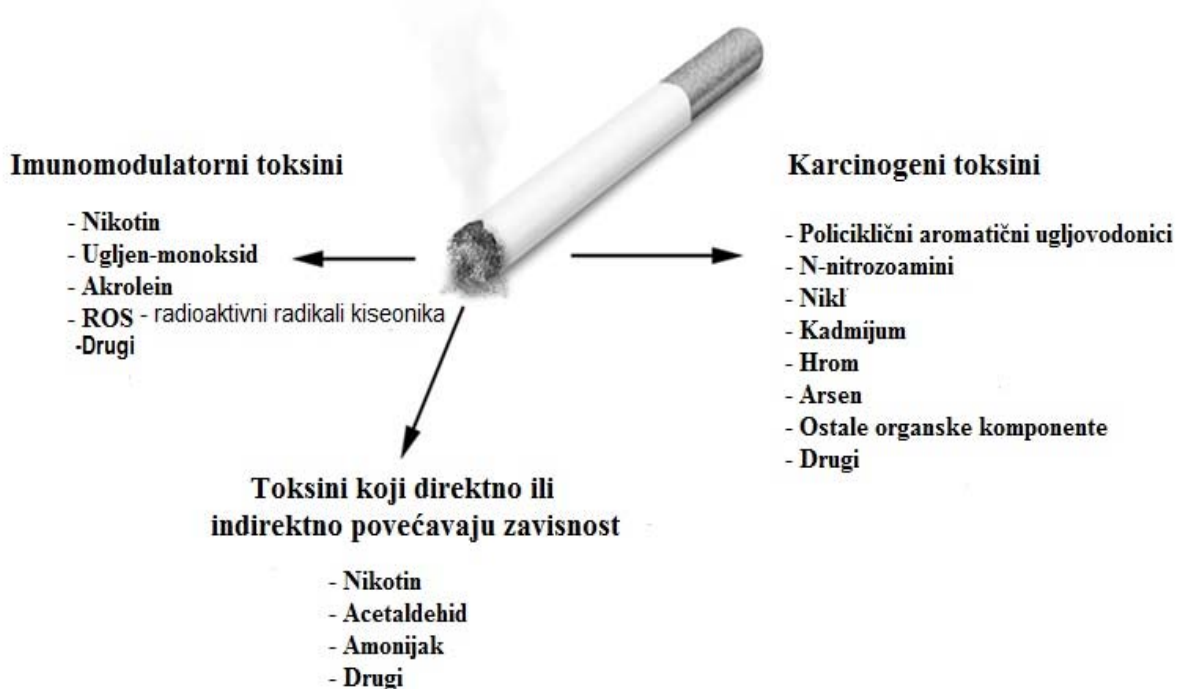 Imunomodulatorni toksini
- Nikotin
- Ugljen-monoksid
- Akrolein
- ROS - radioaktivni radikali kiseonika
-Drugi
Karcinogeni toksini
- Policiklični aromatični ugljovodonici
- N-nitrozoamini
- Nikl
- Kadmijum
- Hrom
- Arsen
- Ostale organske komponente
- Drugi
Toksini koji direktno ili
indirektno povećavaju zavisnost
- Nikotin
- Acetaldehid
- Amonijak
- Drugi